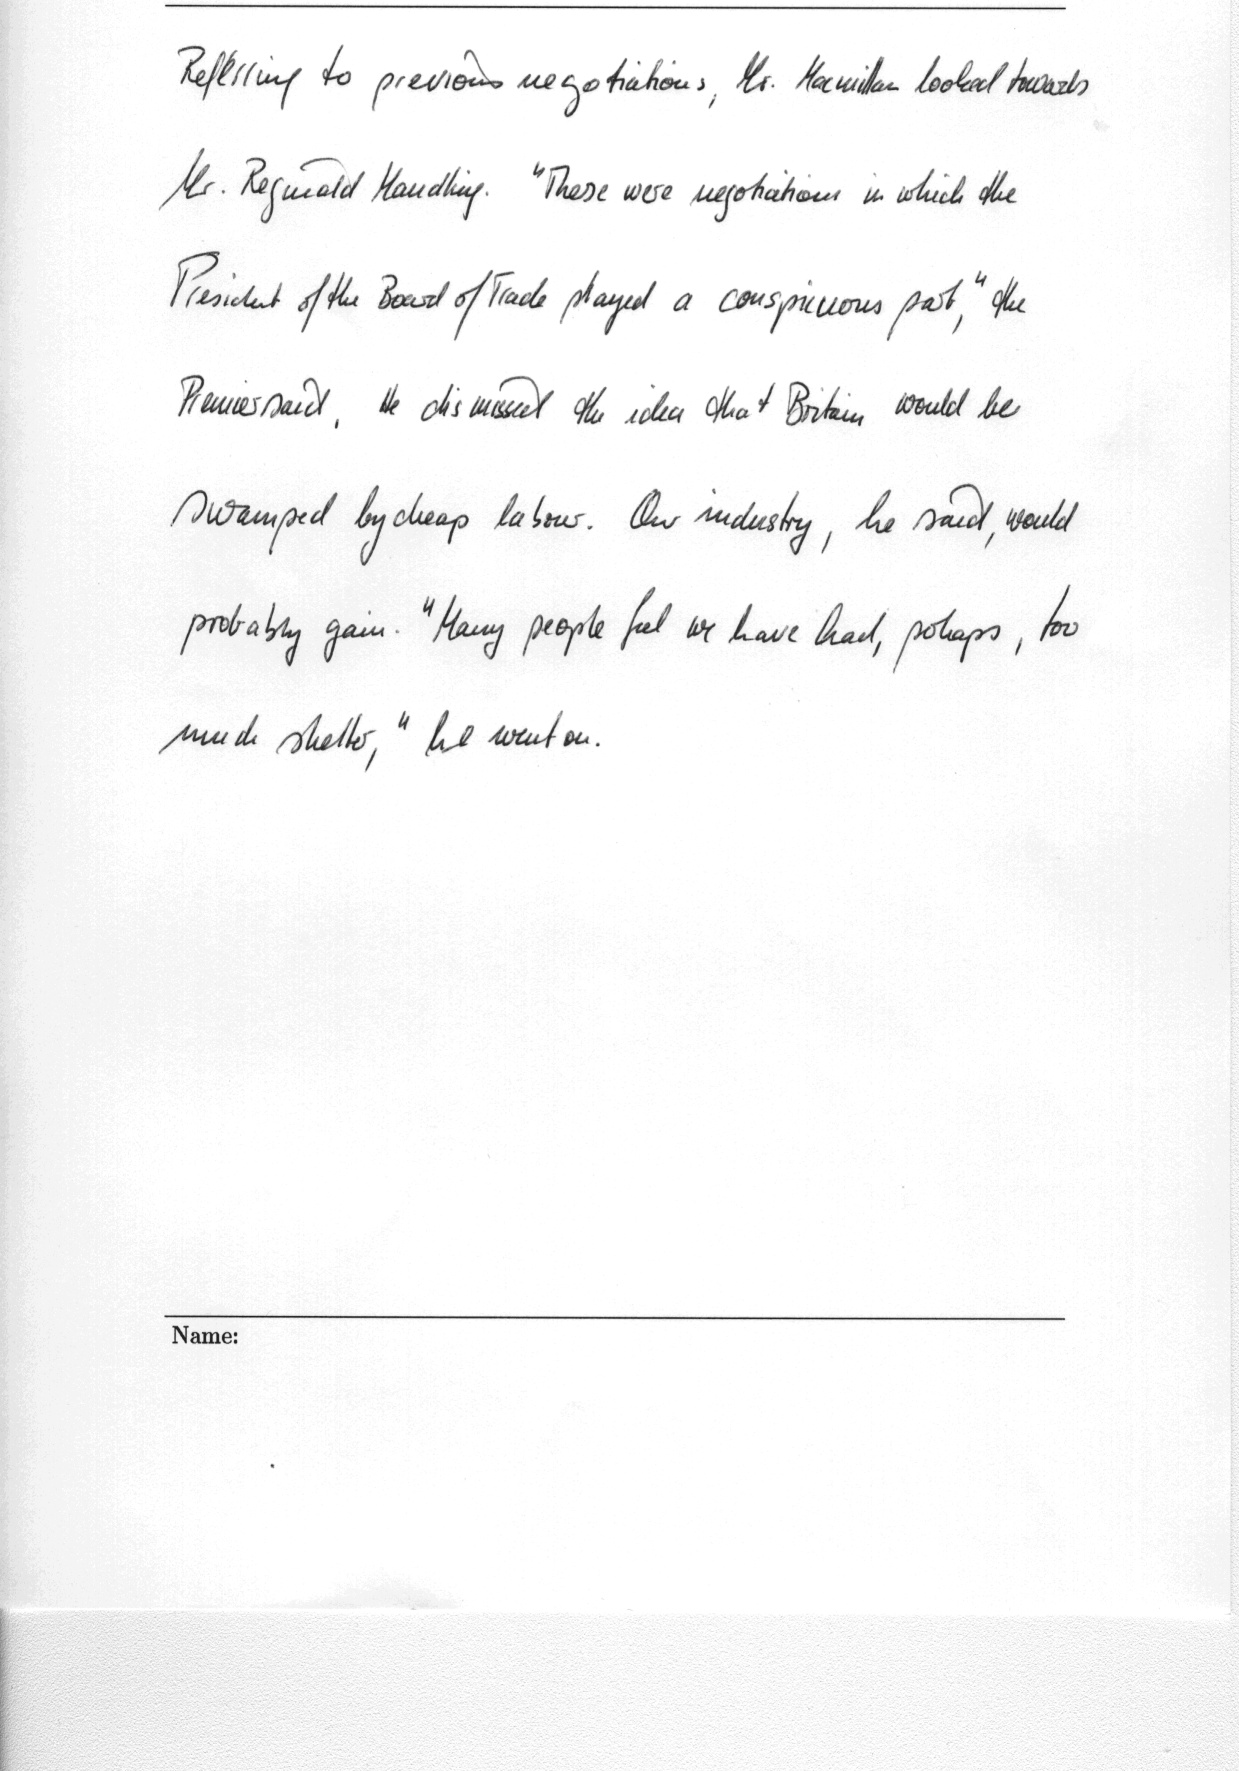 Referring to previous negotiations, Mr. Macmillan looked towards
Mr. Reginald Maudling. "These were negotiations in which the
President of the Board of Trade played a conspicuous part," the
Premier said. He dismissed the idea that Britain would be
swamped by cheap labour. Our industry, he said, would
probably gain. "Many people feel we have had, perhaps, too
much shelter," he went on.
Name: